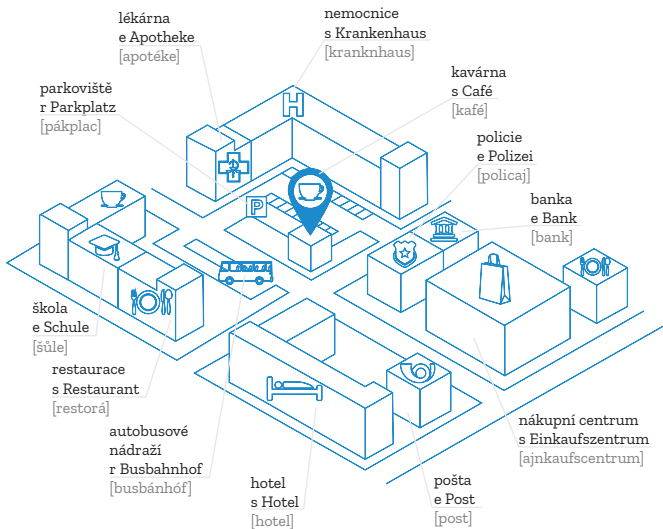 lékárna
e Apotheke
[apotéke]
nemocnice
s Krankenhaus
[kranknhaus]
parkoviště
r Parkplatz
[pákplac]
kavárna
s Café
[kafé]
policie
e Polizei
[policaj]
banka
e Bank
[bank]
H
P
škola
e Schule
[šůle]
restaurace
s Restaurant
[restorá]
autobusové
nádraží
r Busbahnhof
[busbánhóf]
hotel
s Hotel
[hotel]
pošta
e Post
[post]
nákupní centrum
s Einkaufszentrum
[ajnkaufscentrum]